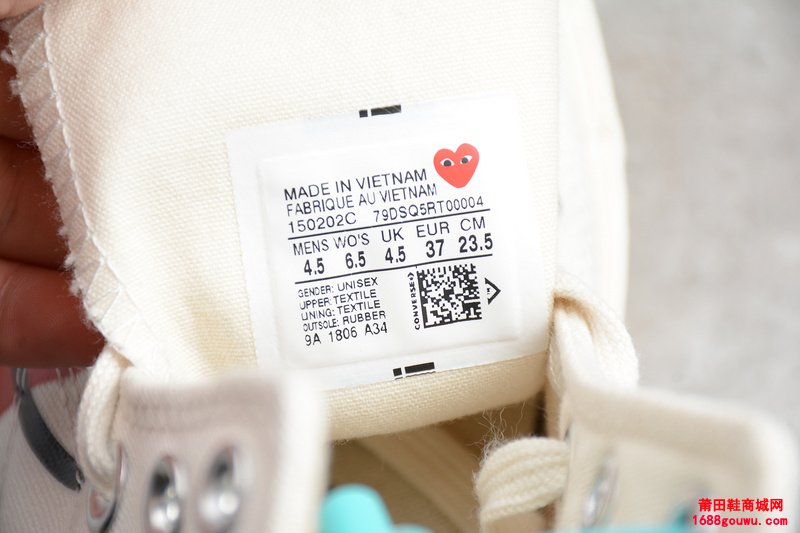 MADE IN VIETNAM
FABRIQUE AU VIETNAM
150202C 79DSQ5RT00004
MENS WO'S UK EUR CM
4.5 6.5 4.5 37 23.5
GENDER: UNISEX
UPPER: TEXTILE
LINING: TEXTILE
OUTSOLE: RUBBER
9A 1806 A34
CONVERSE
莆田鞋商城网
1688gouwu.com